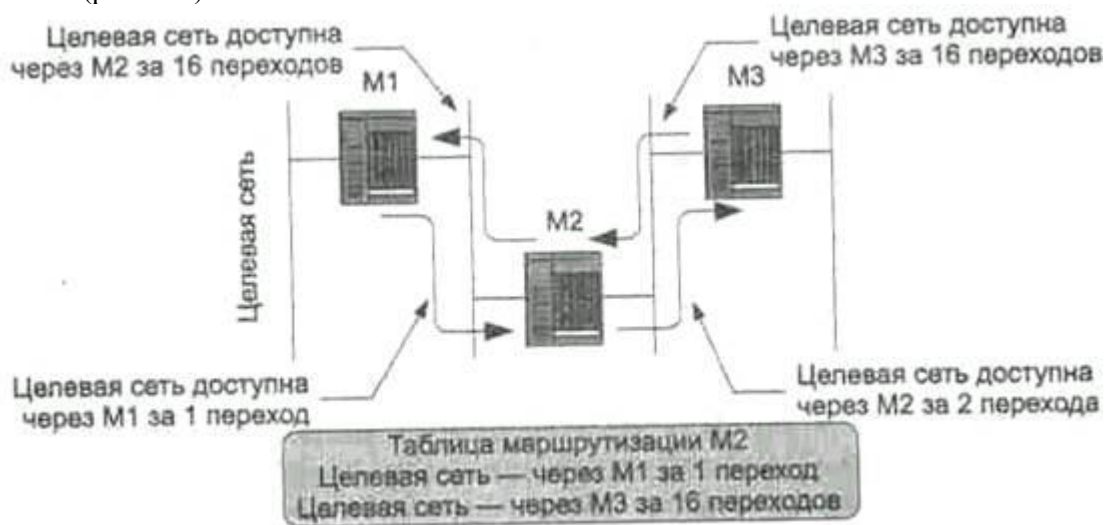 Целевая сеть доступна
через М2 за 16 переходов
Целевая сеть доступна
через М3 за 16 переходов
М1
М3
Целевая сеть
М2
Целевая сеть доступна
через М1 за 1 переход
Целевая сеть доступна
через М2 за 2 перехода
Таблица маршрутизации М2
Целевая сеть — через М1 за 1 переход
Целевая сеть — через М3 за 16 переходов